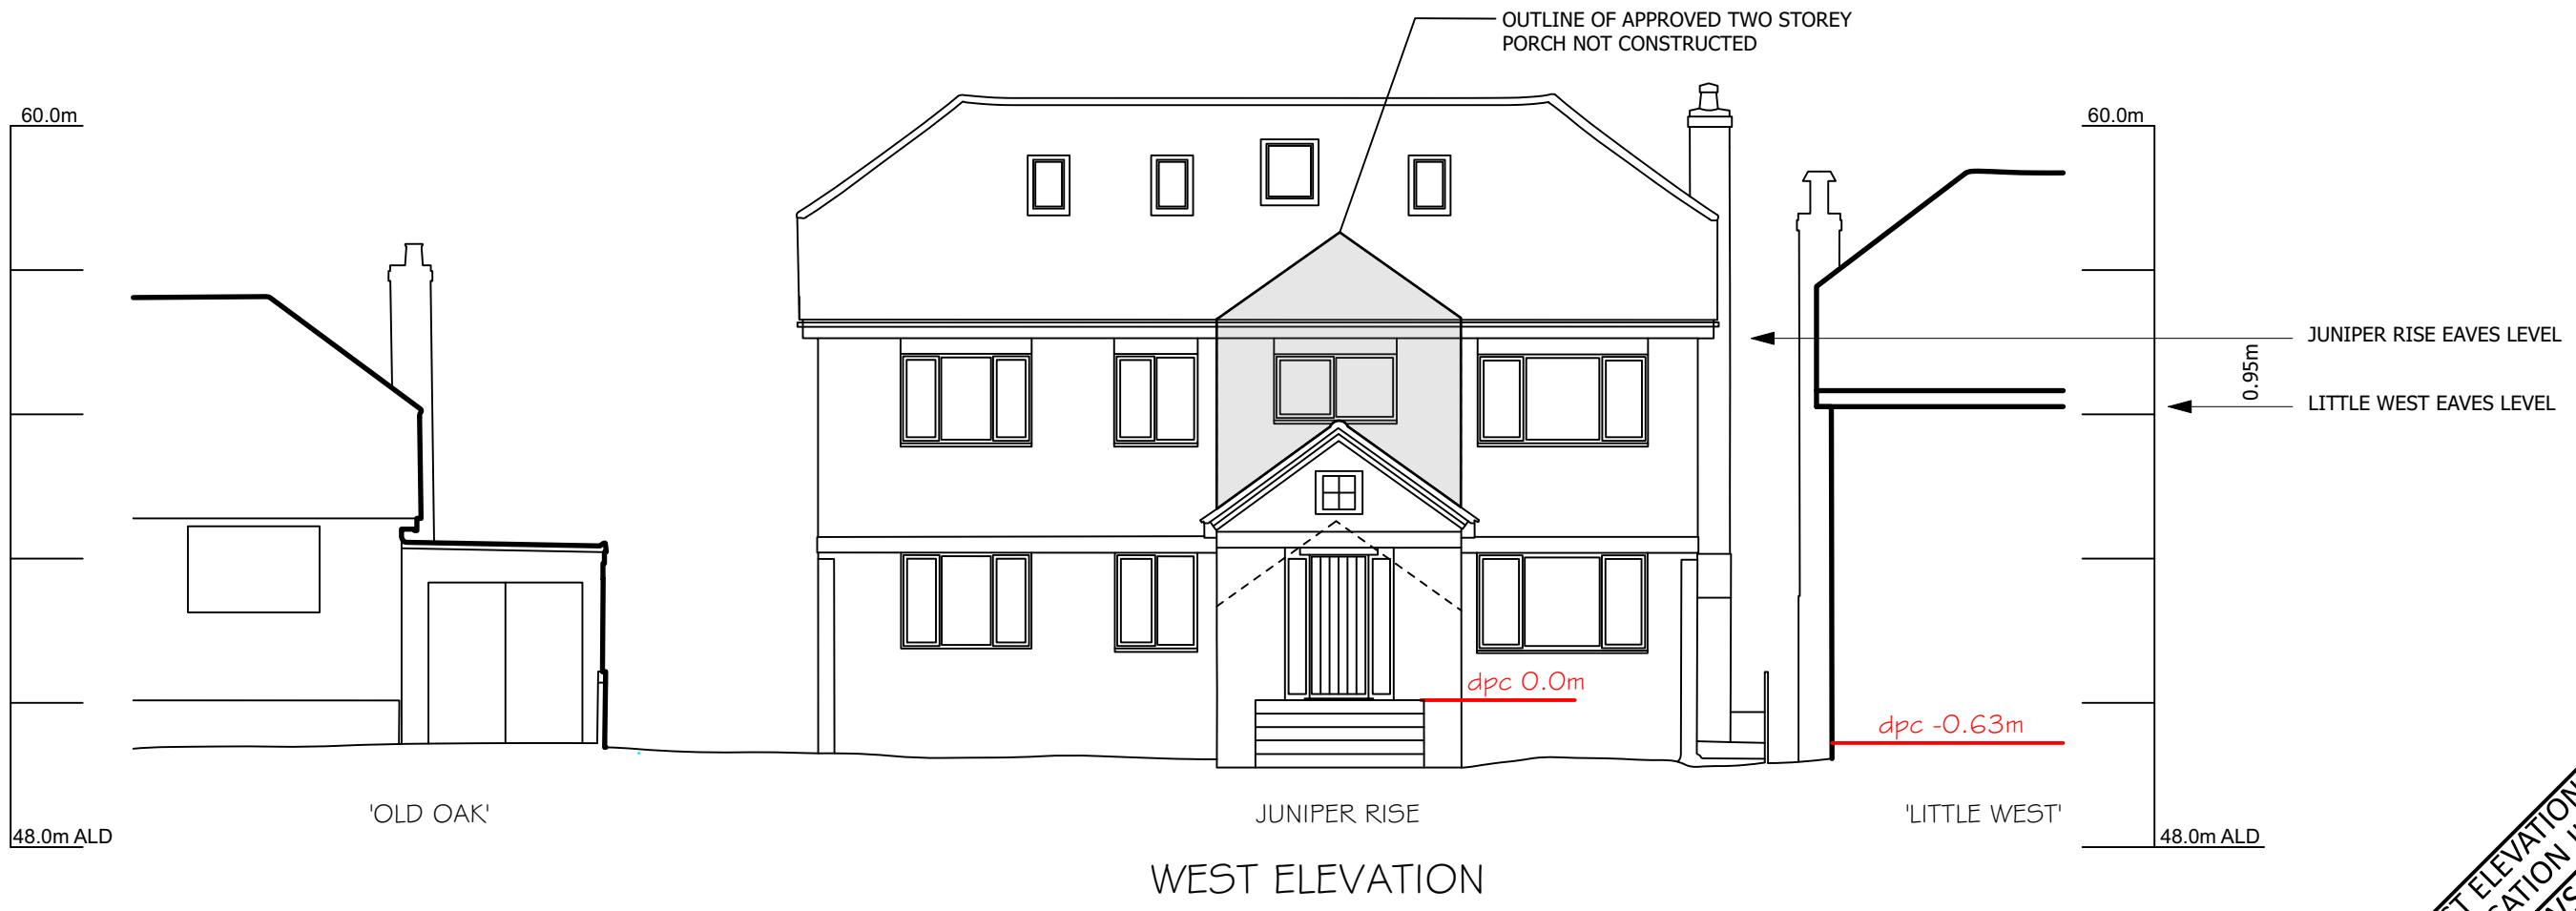 OUTLINE OF APPROVED TWO STOREY
PORCH NOT CONSTRUCTED
60.0m
60.0m
JUNIPER RISE EAVES LEVEL
0.95m
LITTLE WEST EAVES LEVEL
dpc 0.0m
dpc -0.63m
'OLD OAK'
JUNIPER RISE
'LITTLE WEST'
48.0m ALD
48.0m ALD
WEST ELEVATION
ELEVATION